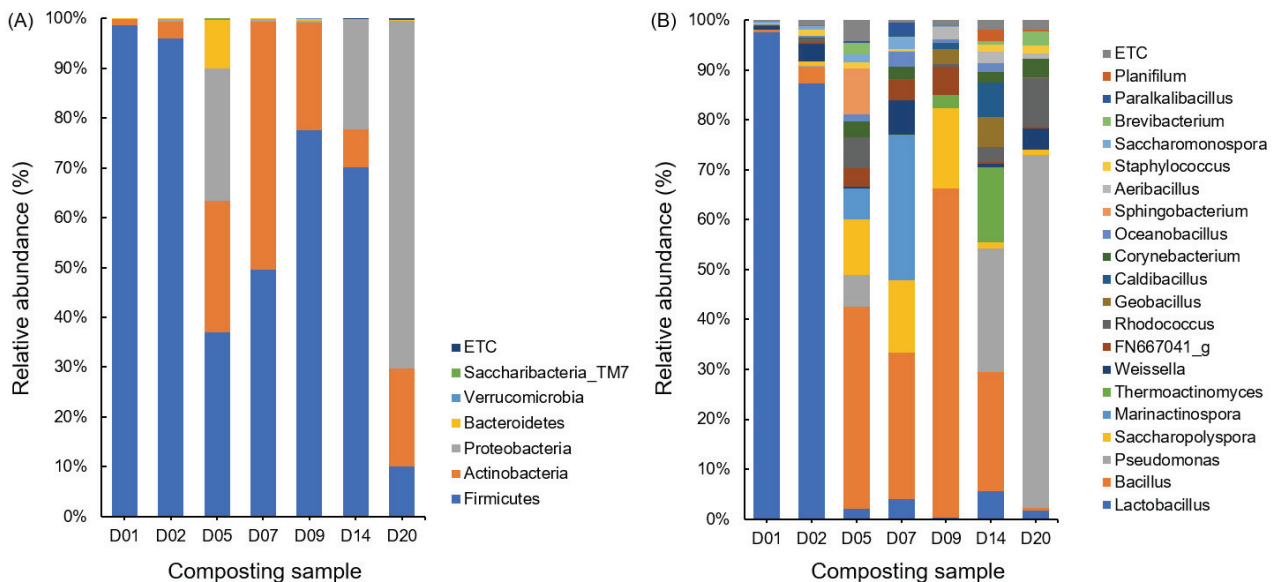 (A)
Relative abundance (%)
100%
90%
80%
70%
60%
50%
40%
30%
20%
10%
0%
D01 D02 D05 D07 D09 D14 D20
Composting sample
ETC
Saccharibacteria_TM7
Verrucomicrobia
Bacteroidetes
Proteobacteria
Actinobacteria
Firmicutes
(B)
Relative abundance (%)
100%
90%
80%
70%
60%
50%
40%
30%
20%
10%
0%
D01 D02 D05 D07 D09 D14 D20
Composting sample
ETC
Planifilum
Paralkalibacillus
Brevibacterium
Saccharomonospora
Staphylococcus
Aeribacillus
Sphingobacterium
Oceanobacillus
Corynebacterium
Caldibacillus
Geobacillus
Rhodococcus
FN667041_g
Weissella
Thermoactinomyces
Marinactinospora
Saccharopolyspora
Pseudomonas
Bacillus
Lactobacillus